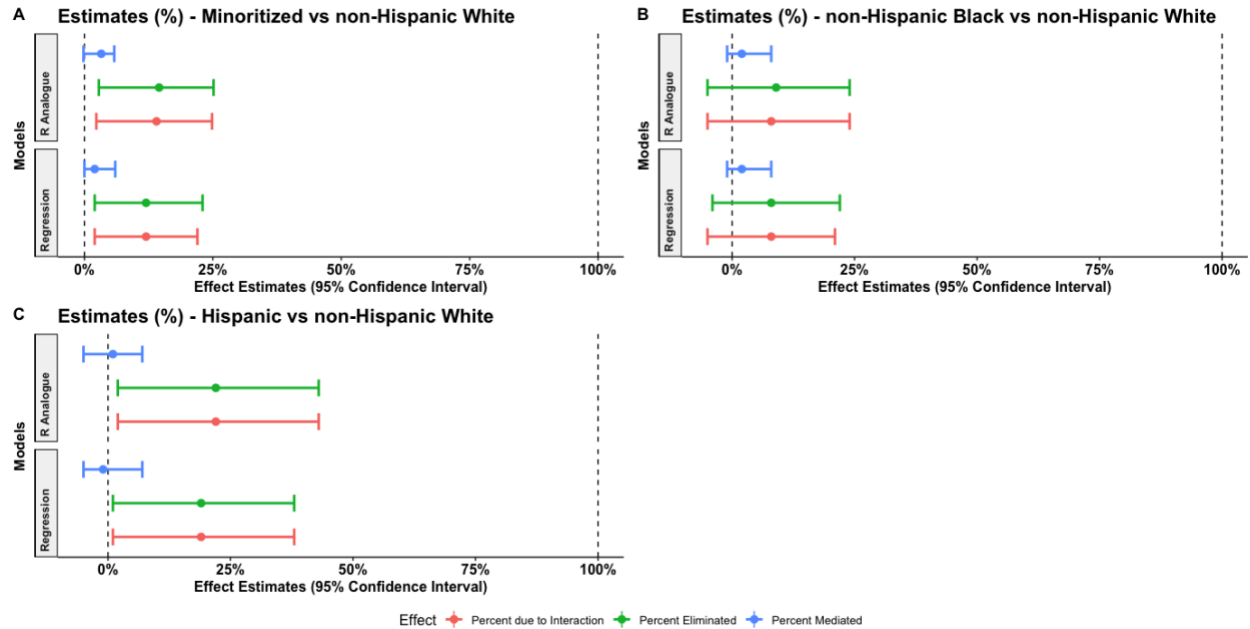 A Estimates (%) - Minoritized vs non-Hispanic White
Models
R Analogue
Regression
0% 25% 50% 75% 100%
Effect Estimates (95% Confidence Interval)
B Estimates (%) - non-Hispanic Black vs non-Hispanic White
Models
R Analogue
Regression
0% 25% 50% 75% 100%
Effect Estimates (95% Confidence Interval)
C Estimates (%) - Hispanic vs non-Hispanic White
Models
R Analogue
Regression
0% 25% 50% 75% 100%
Effect Estimates (95% Confidence Interval)
Effect Percent due to Interaction Percent Eliminated Percent Mediated